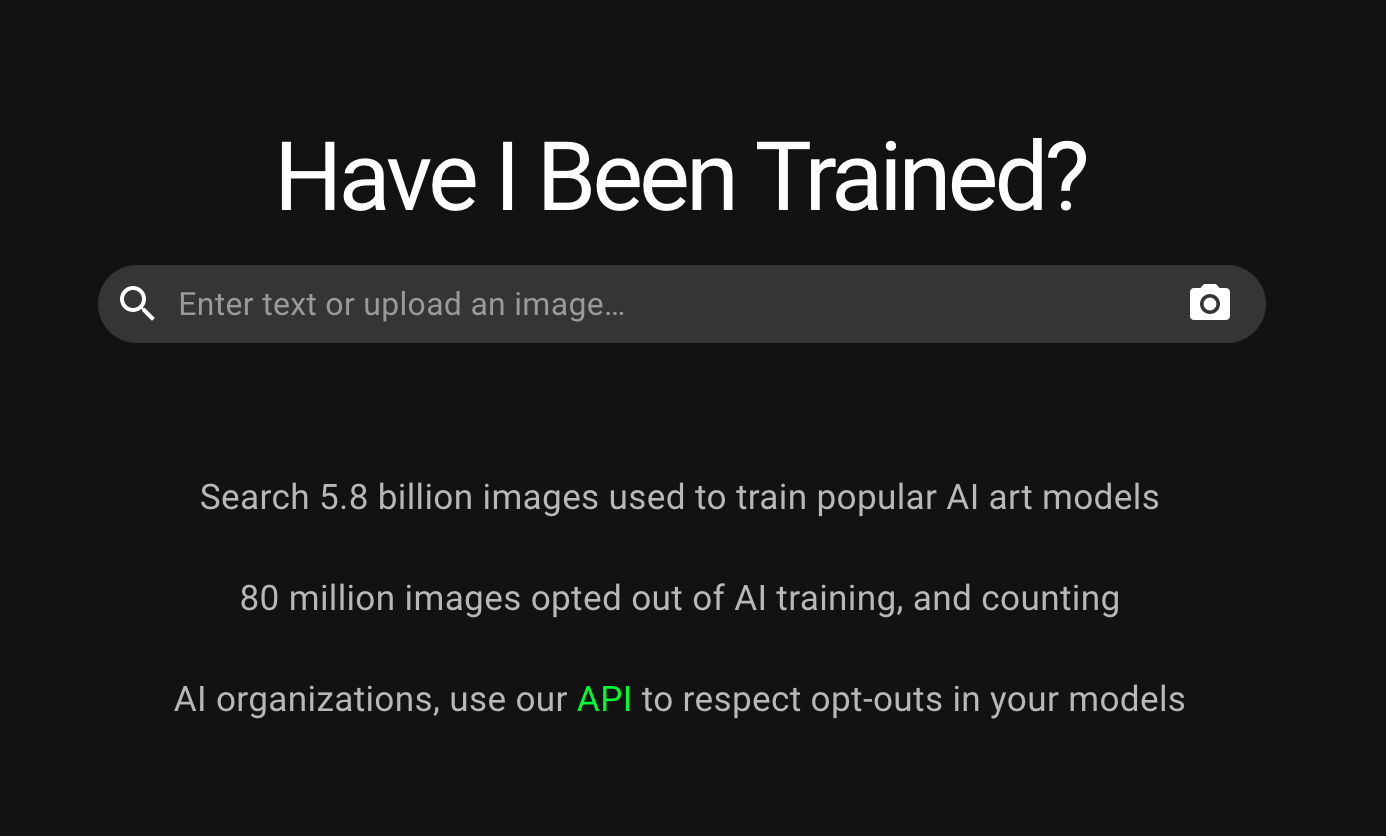 Have I Been Trained?
Enter text or upload an image…
Search 5.8 billion images used to train popular AI art models
80 million images opted out of AI training, and counting
AI organizations, use our API to respect opt-outs in your models